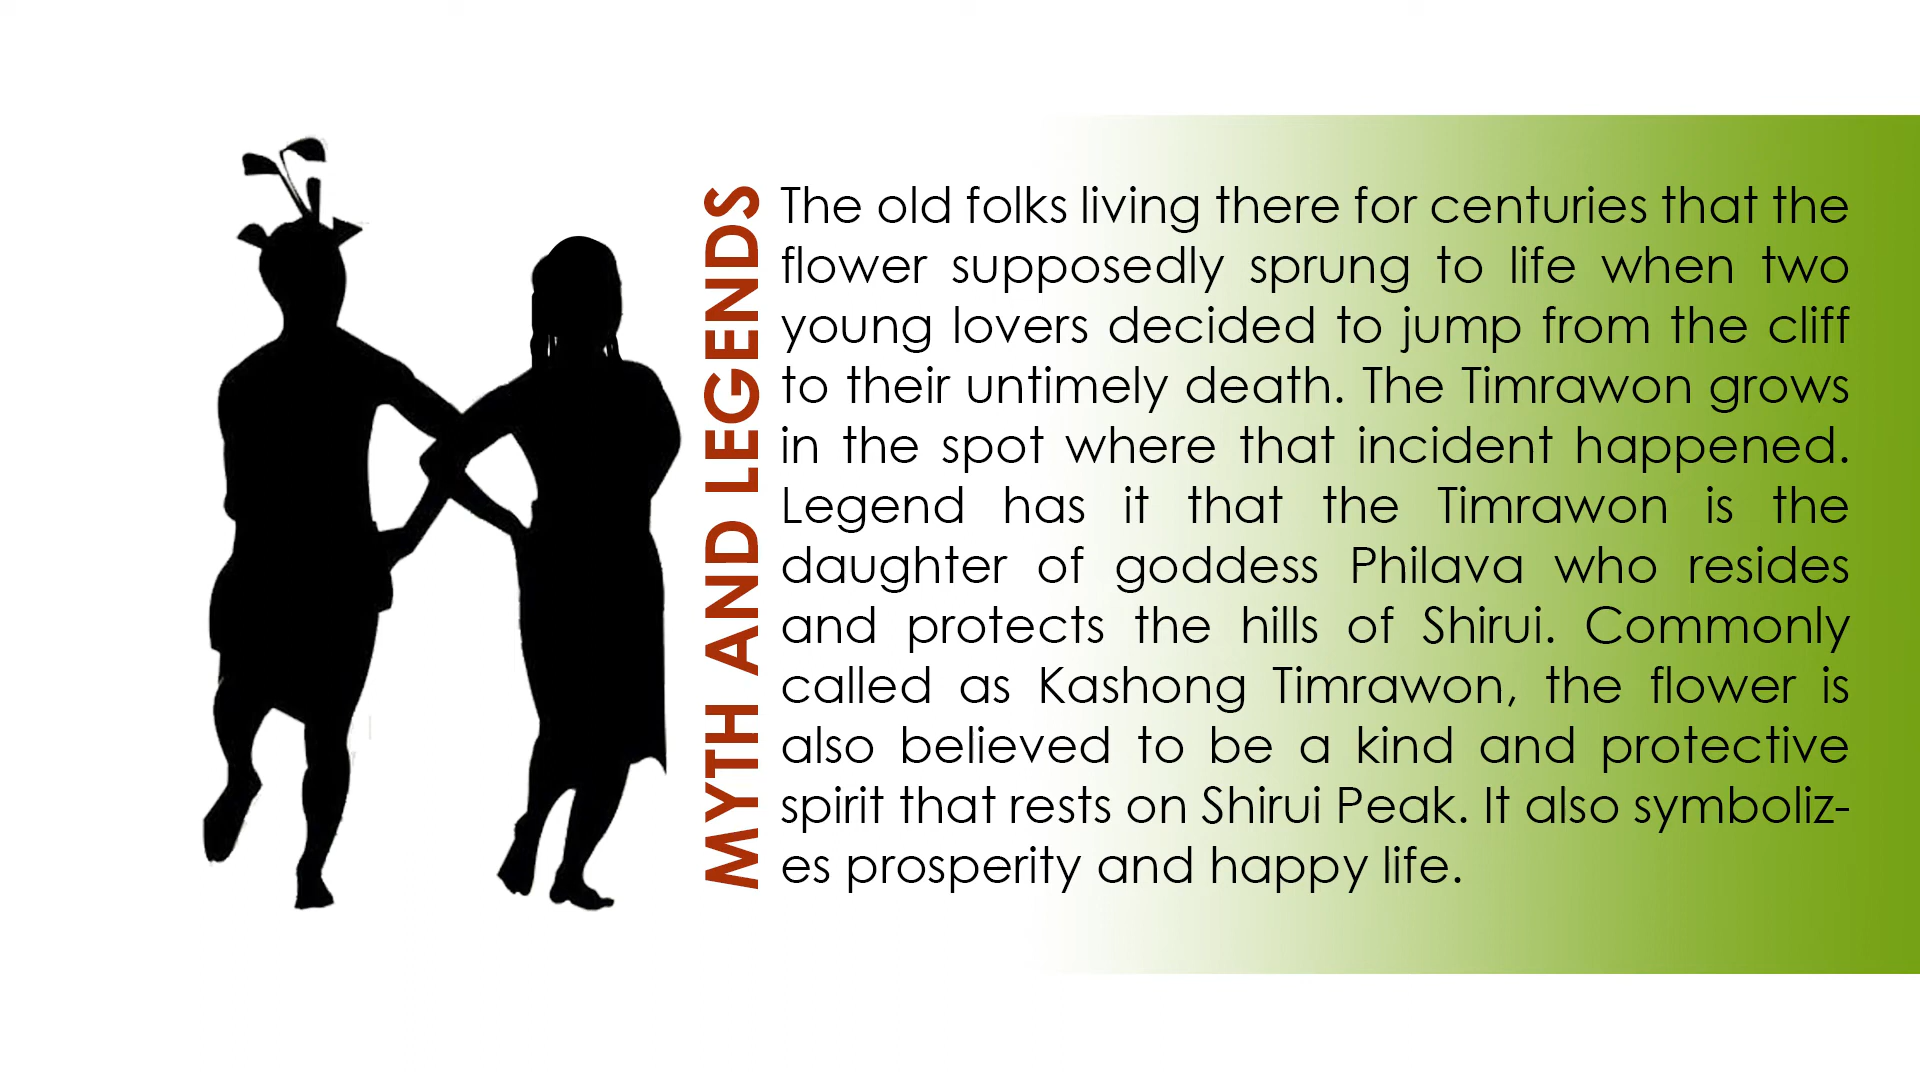 MYTH AND LEGENDS
The old folks living there for centuries that the
flower supposedly sprung to life when two
young lovers decided to jump from the cliff
to their untimely death. The Timrawon grows
in the spot where that incident happened.
Legend has it that the Timrawon is the
daughter of goddess Philava who resides
and protects the hills of Shirui. Commonly
called as Kashong Timrawon, the flower is
also believed to be a kind and protective
spirit that rests on Shirui Peak. It also symboliz-
es prosperity and happy life.